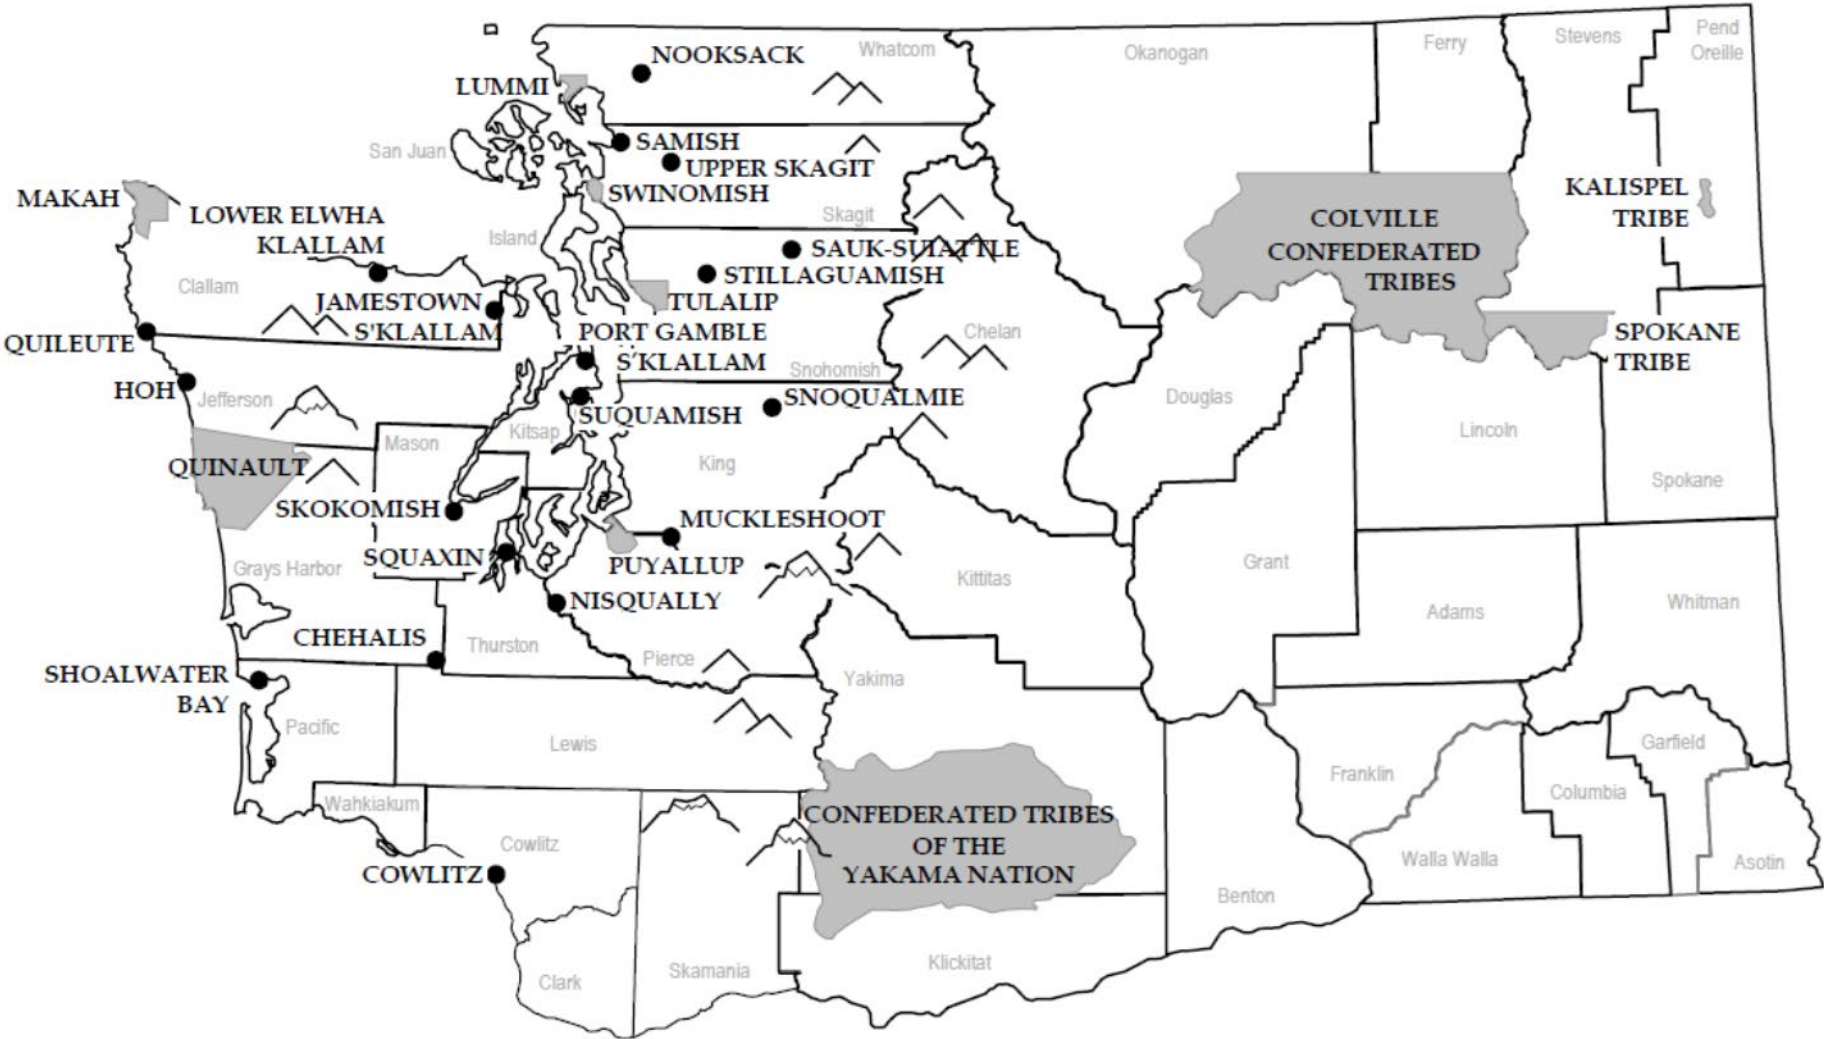 NOOKSACK
Whatcom
Okanogan
Ferry
Stevens
Pend
Oreille
LUMMI
San Juan
SAMISH
UPPER SKAGIT
SWINOMISH
Skagit
MAKAH
LOWER ELWHA
KLALLAM
Island
SAUK-SUIATTLE
STILLAGUAMISH
COLVILLE
CONFEDERATED
TRIBES
KALISPEL
TRIBE
Clallam
JAMESTOWN
S'KLALLAM
TULALIP
PORT GAMBLE
S'KLALLAM
Chelan
SPOKANE
TRIBE
QUILEUTE
Snohomish
HOH
Jefferson
SUQUAMISH
SNOQUALMIE
Douglas
Lincoln
Mason
Kitsap
King
QUINAULT
Spokane
SKOKOMISH
MUCKLESHOOT
SQUAXIN
PUYALLUP
Grays Harbor
Kittitas
Grant
NISQUALLY
Adams
Whitman
CHEHALIS
Thurston
Pierce
SHOALWATER
BAY
Yakima
Pacific
Lewis
Garfield
Franklin
Columbia
Wahkiakum
CONFEDERATED TRIBES
OF THE
YAKAMA NATION
Cowlitz
COWLITZ
Walla Walla
Asotin
Benton
Klickitat
Skamania
Clark